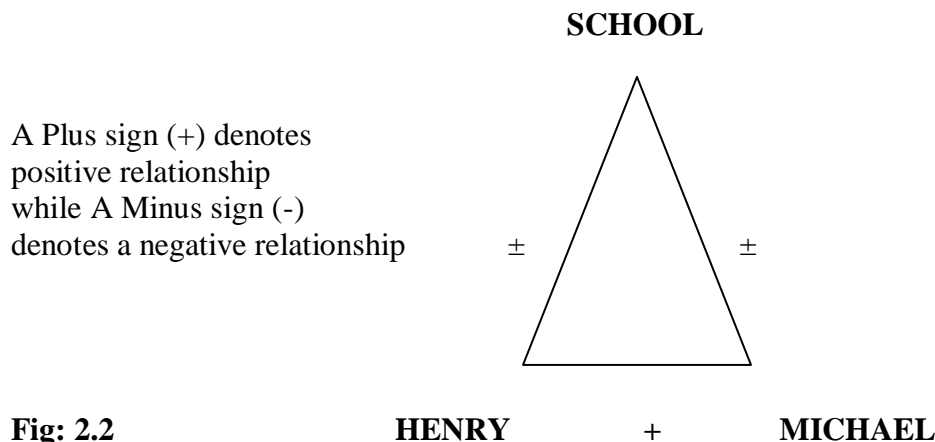 SCHOOL
A Plus sign (+) denotes
positive relationship
while A Minus sign (-)
denotes a negative relationship ± ±
Fig: 2.2 HENRY + MICHAEL